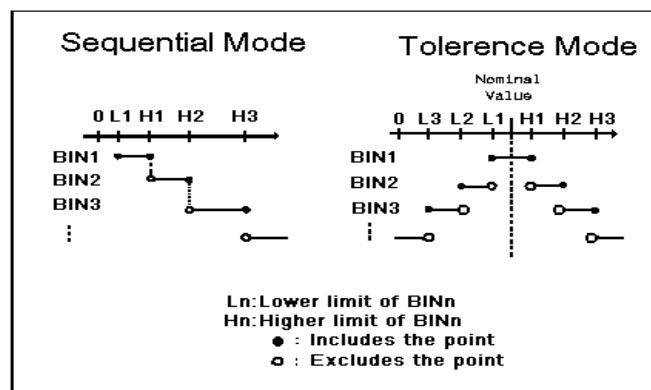 Sequential Mode
0 L1 H1 H2 H3
BIN1
BIN2
BIN3
Tolerence Mode
Nominal
Value
0 L3 L2 L1 H1 H2 H3
BIN1
BIN2
BIN3
Ln:Lower limit of BINn
Hn:Higher limit of BINn
● : Includes the point
○ : Excludes the point